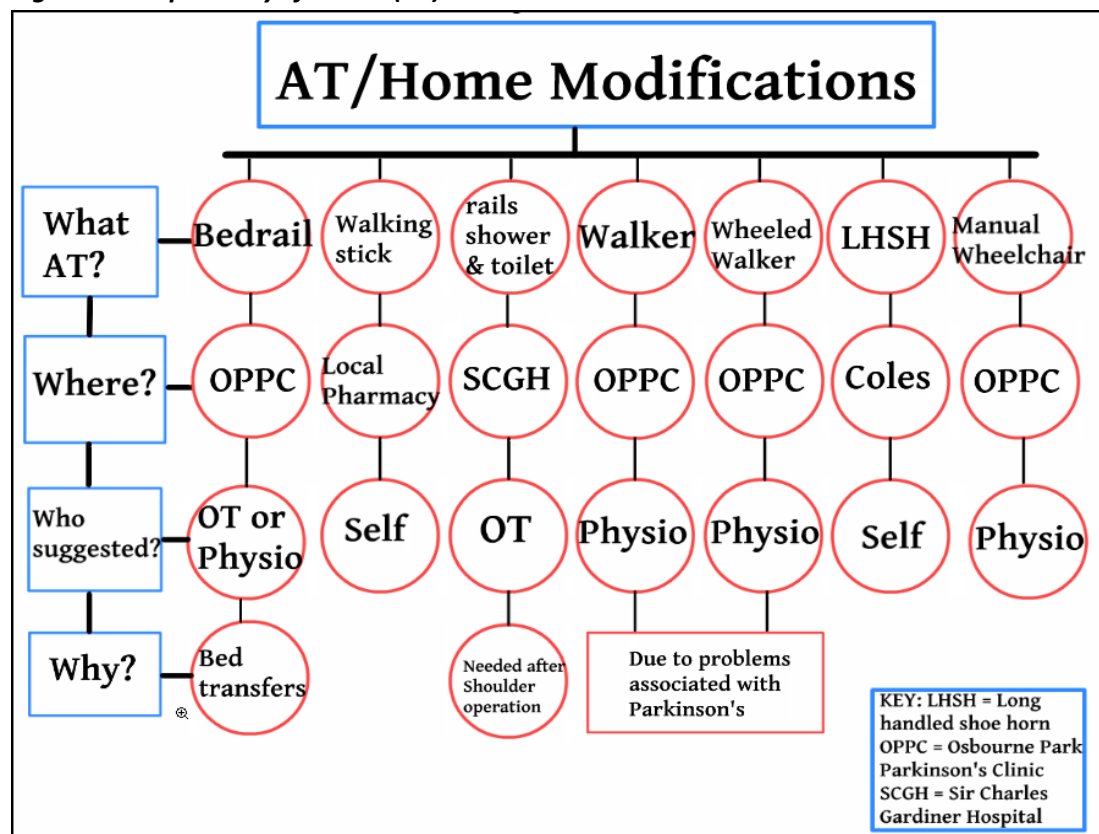 AT/Home Modifications
What
AT?
Bedrail
Walking
stick
rails
shower
& toilet
Walker
Wheeled
Walker
LHSH
Manual
Wheelchair
Where?
OPPC
Local
Pharmacy
SCGH
OPPC
OPPC
Coles
OPPC
Who
suggested?
OT or
Physio
Self
OT
Physio
Physio
Self
Physio
Why?
Bed
transfers
Needed after
Shoulder
operation
Due to problems
associated with
Parkinson's
KEY: LHSH = Long
handled shoe horn
OPPC = Osbourne Park
Parkinson's Clinic
SCGH = Sir Charles
Gardiner Hospital